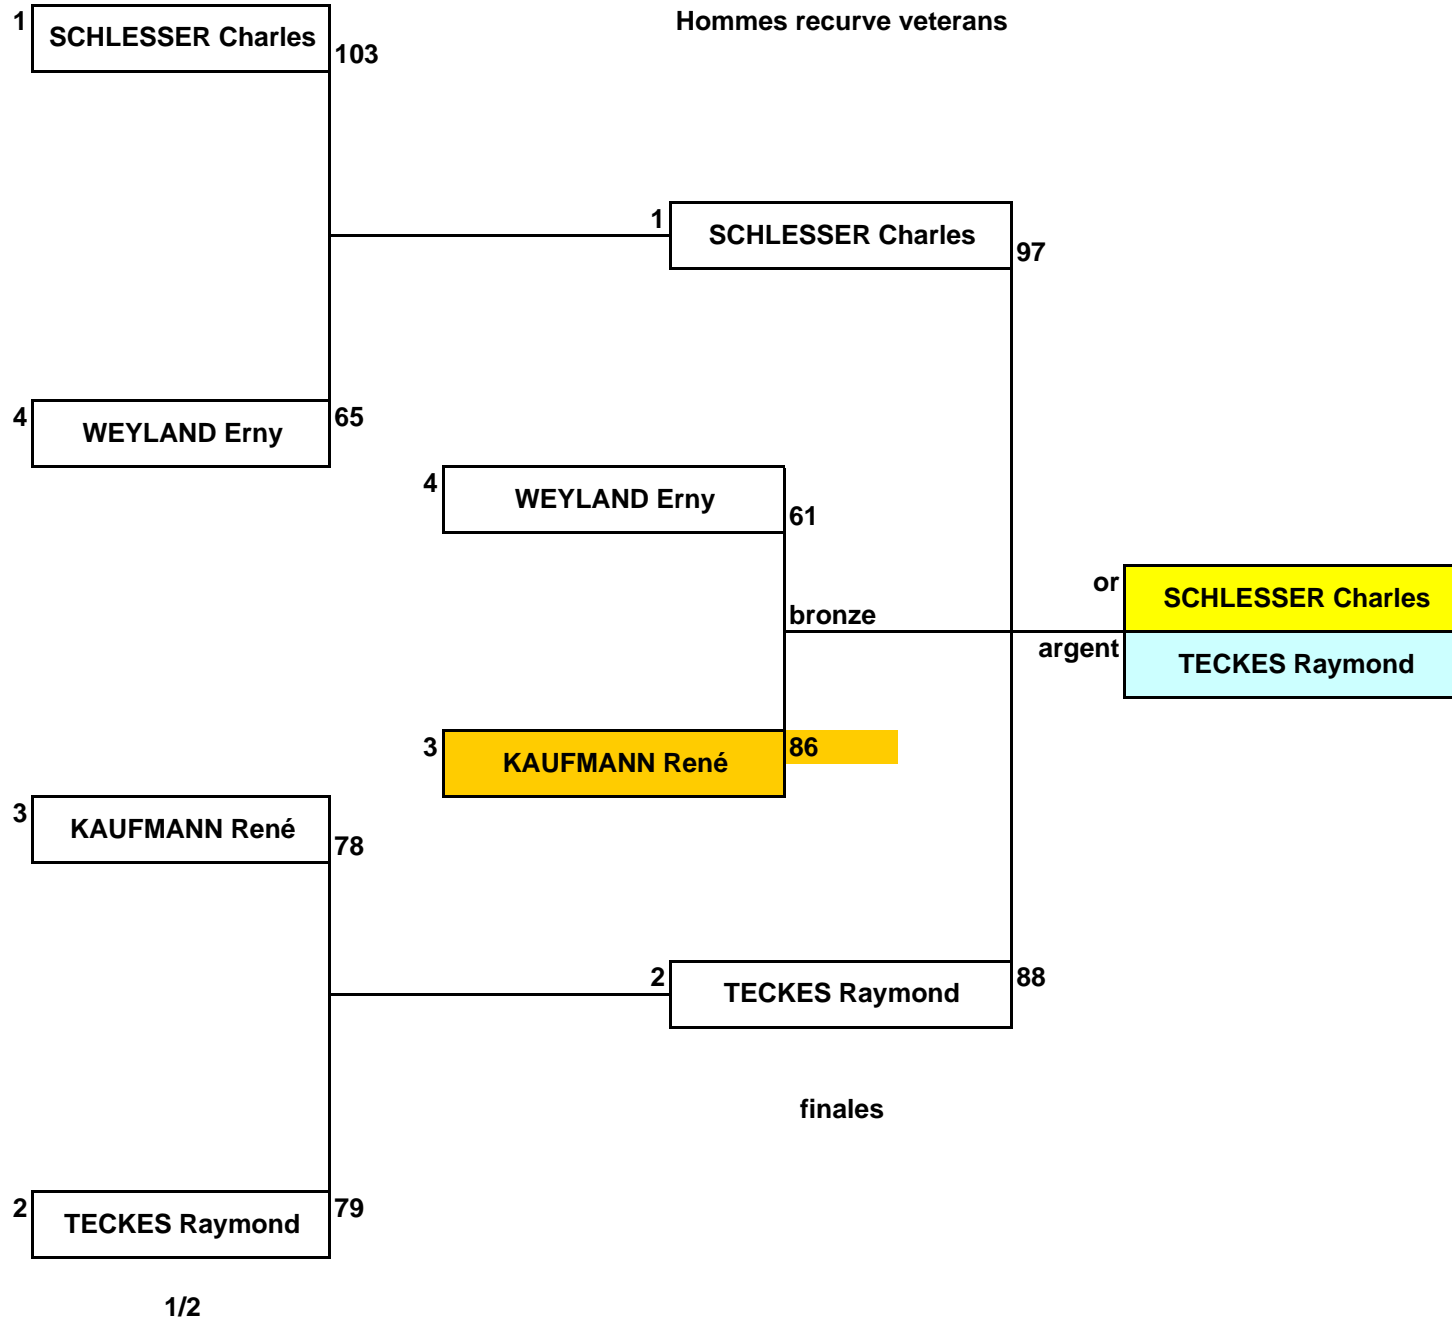 Hommes recurve veterans
1 SCHLESSER Charles 103
4 WEYLAND Erny 65
3 KAUFMANN René 78
2 TECKES Raymond 79
1/2
4 WEYLAND Erny 61
bronze
3 KAUFMANN René 86
1 SCHLESSER Charles 97
2 TECKES Raymond 88
finales
or SCHLESSER Charles
argent TECKES Raymond